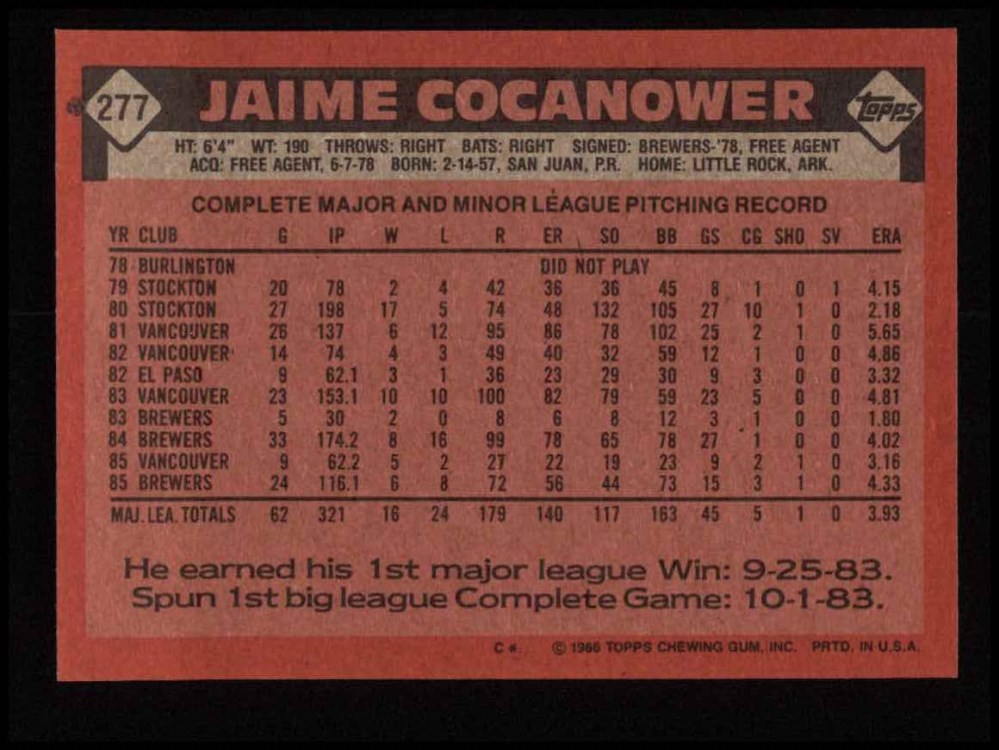 277 JAIME COCANOWER Topps
HT: 6'4" WT: 190 THROWS: RIGHT BATS: RIGHT SIGNED: BREWERS-'78, FREE AGENT
ACQ: FREE AGENT, 6-7-78 BORN: 2-14-57, SAN JUAN, P.R. HOME: LITTLE ROCK, ARK.
COMPLETE MAJOR AND MINOR LEAGUE PITCHING RECORD
YR CLUB G IP W L R ER SO BB GS CG SHO SV ERA
78 BURLINGTON DID NOT PLAY
79 STOCKTON 20 78 2 4 42 36 36 45 8 1 0 1 4.15
80 STOCKTON 27 198 17 5 74 48 132 105 27 10 1 0 2.18
81 VANCOUVER 26 137 6 12 95 86 78 102 25 2 1 0 5.65
82 VANCOUVER 14 74 4 3 49 40 32 59 12 1 0 0 4.86
82 EL PASO 9 62.1 3 1 36 23 29 30 9 3 0 0 3.32
83 VANCOUVER 23 153.1 10 10 100 82 79 59 23 5 0 0 4.81
83 BREWERS 5 30 2 0 8 6 8 12 3 1 0 0 1.80
84 BREWERS 33 174.2 8 16 99 78 65 78 27 1 0 0 4.02
85 VANCOUVER 9 62.2 5 2 27 22 19 23 9 2 1 0 3.16
85 BREWERS 24 116.1 6 8 72 56 44 73 15 3 1 0 4.33
MAJ. LEA. TOTALS 62 321 16 24 179 140 117 163 45 5 1 0 3.93
He earned his 1st major league Win: 9-25-83.
Spun 1st big league Complete Game: 10-1-83.
C* © 1986 TOPPS CHEWING GUM, INC. PRTD. IN U.S.A.